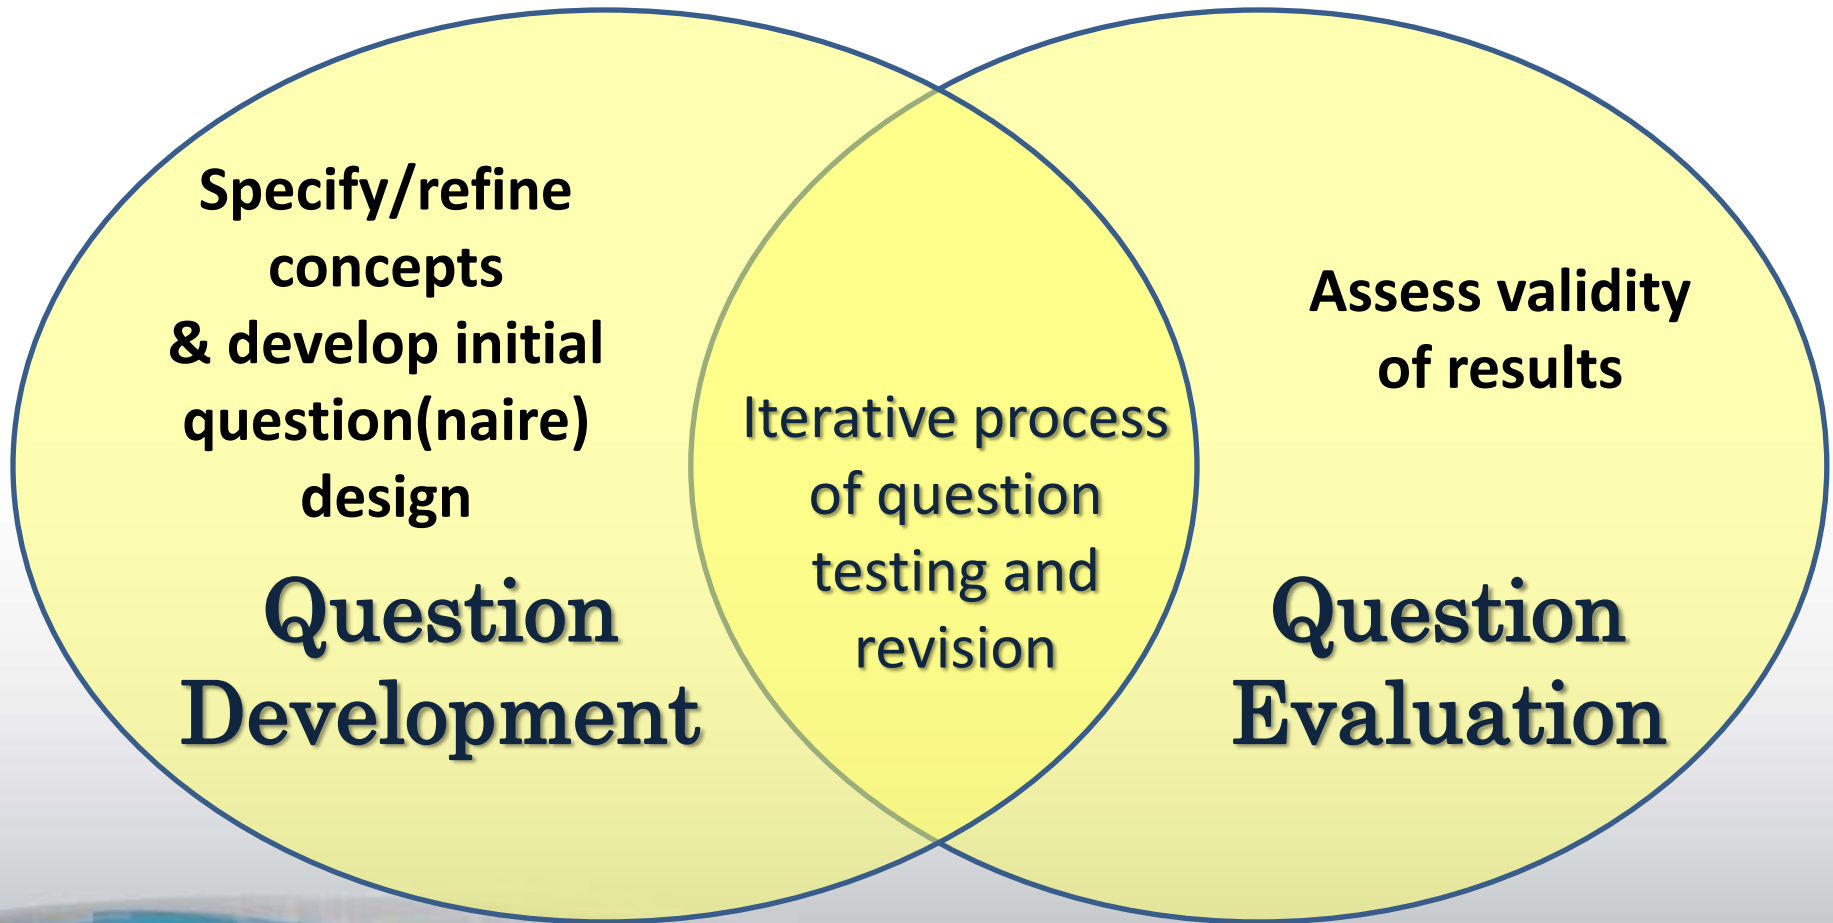 Specify/refine
concepts
& develop initial
question(naire)
design
Question
Development
Iterative process
of question
testing and
revision
Assess validity
of results
Question
Evaluation